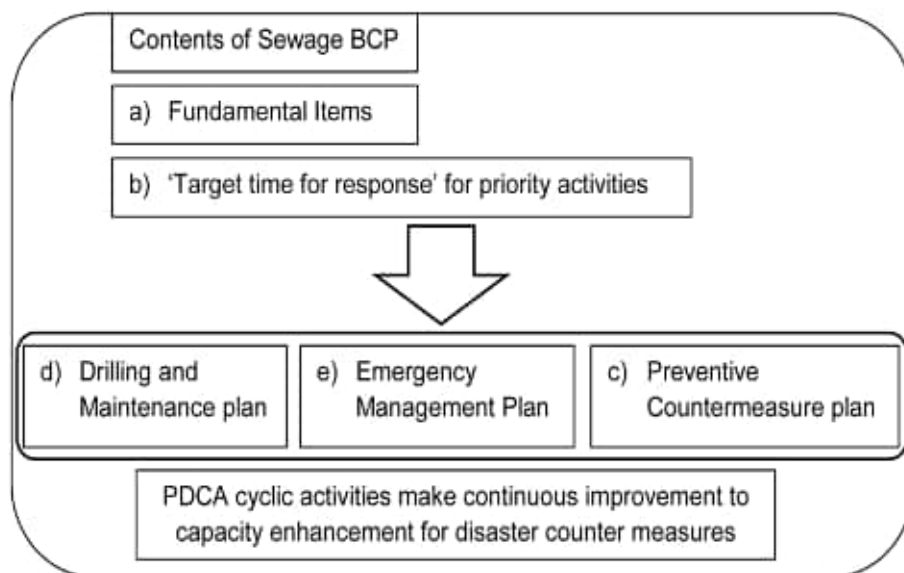 Contents of Sewage BCP
a) Fundamental Items
b) ‘Target time for response’ for priority activities
d) Drilling and
Maintenance plan
e) Emergency
Management Plan
c) Preventive
Countermeasure plan
PDCA cyclic activities make continuous improvement to
capacity enhancement for disaster counter measures